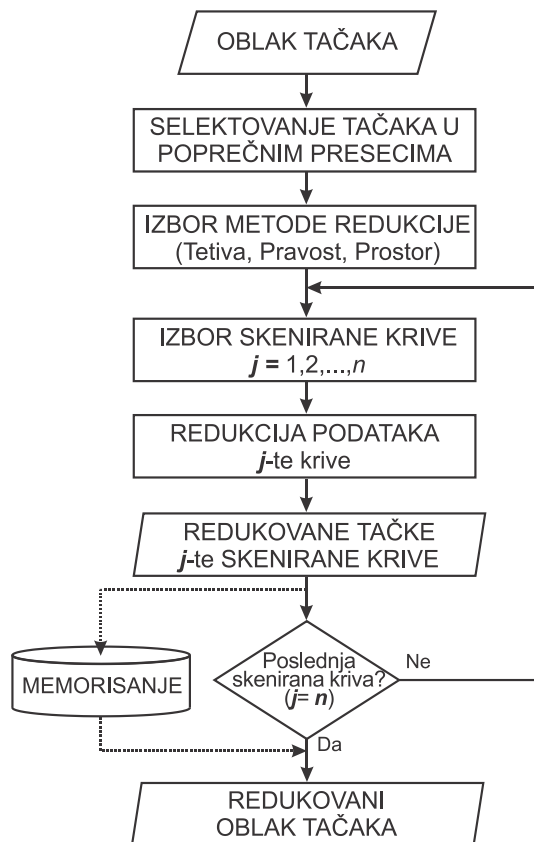 OBLAK TAČAKA
SELEKTOVANJE TAČAKA U
POPREČNIM PRESECIMA
IZBOR METODE REDUKCIJE
(Tetiva, Pravost, Prostor)
IZBOR SKENIRANE KRIVE
j = 1,2,...,n
REDUKCIJA PODATAKA
j-te krive
REDUKOVANE TAČKE
j-te SKENIRANE KRIVE
MEMORISANJE
Poslednja
skenirana kriva?
(j= n)
Ne
Da
REDUKOVANI
OBLAK TAČAKA